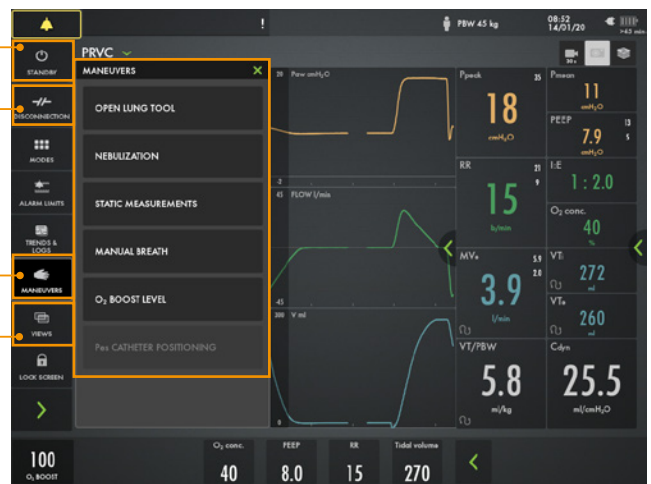 !
PBW 45 kg
08:52
14/01/20
>63 min
STANDBY
DISCONNECTION
MODES
ALARM LIMITS
TRENDS &
LOGS
MANEUVERS
VIEWS
LOCK SCREEN
PRVC
MANEUVERS
OPEN LUNG TOOL
NEBULIZATION
STATIC MEASUREMENTS
MANUAL BREATH
O₂ BOOST LEVEL
Pes CATHETER POSITIONING
20 Paw cmH₂O
-2
45 FLOW l/min
-45
300 V ml
0
30 s
Ppeak 35
18
cmH₂O
Pmean
11
cmH₂O
PEEP 13
7.9 5
cmH₂O
RR 21
9
15
b/min
I:E
1 : 2.0
O₂ conc.
40
%
MVe 5.9
2.0
3.9
l/min
VTi
272
ml
VTe
260
ml
VT/PBW
5.8
ml/kg
Cdyn
25.5
ml/cmH₂O
100
O₂ BOOST
O₂ conc.
40
PEEP
8.0
RR
15
Tidal volume
270